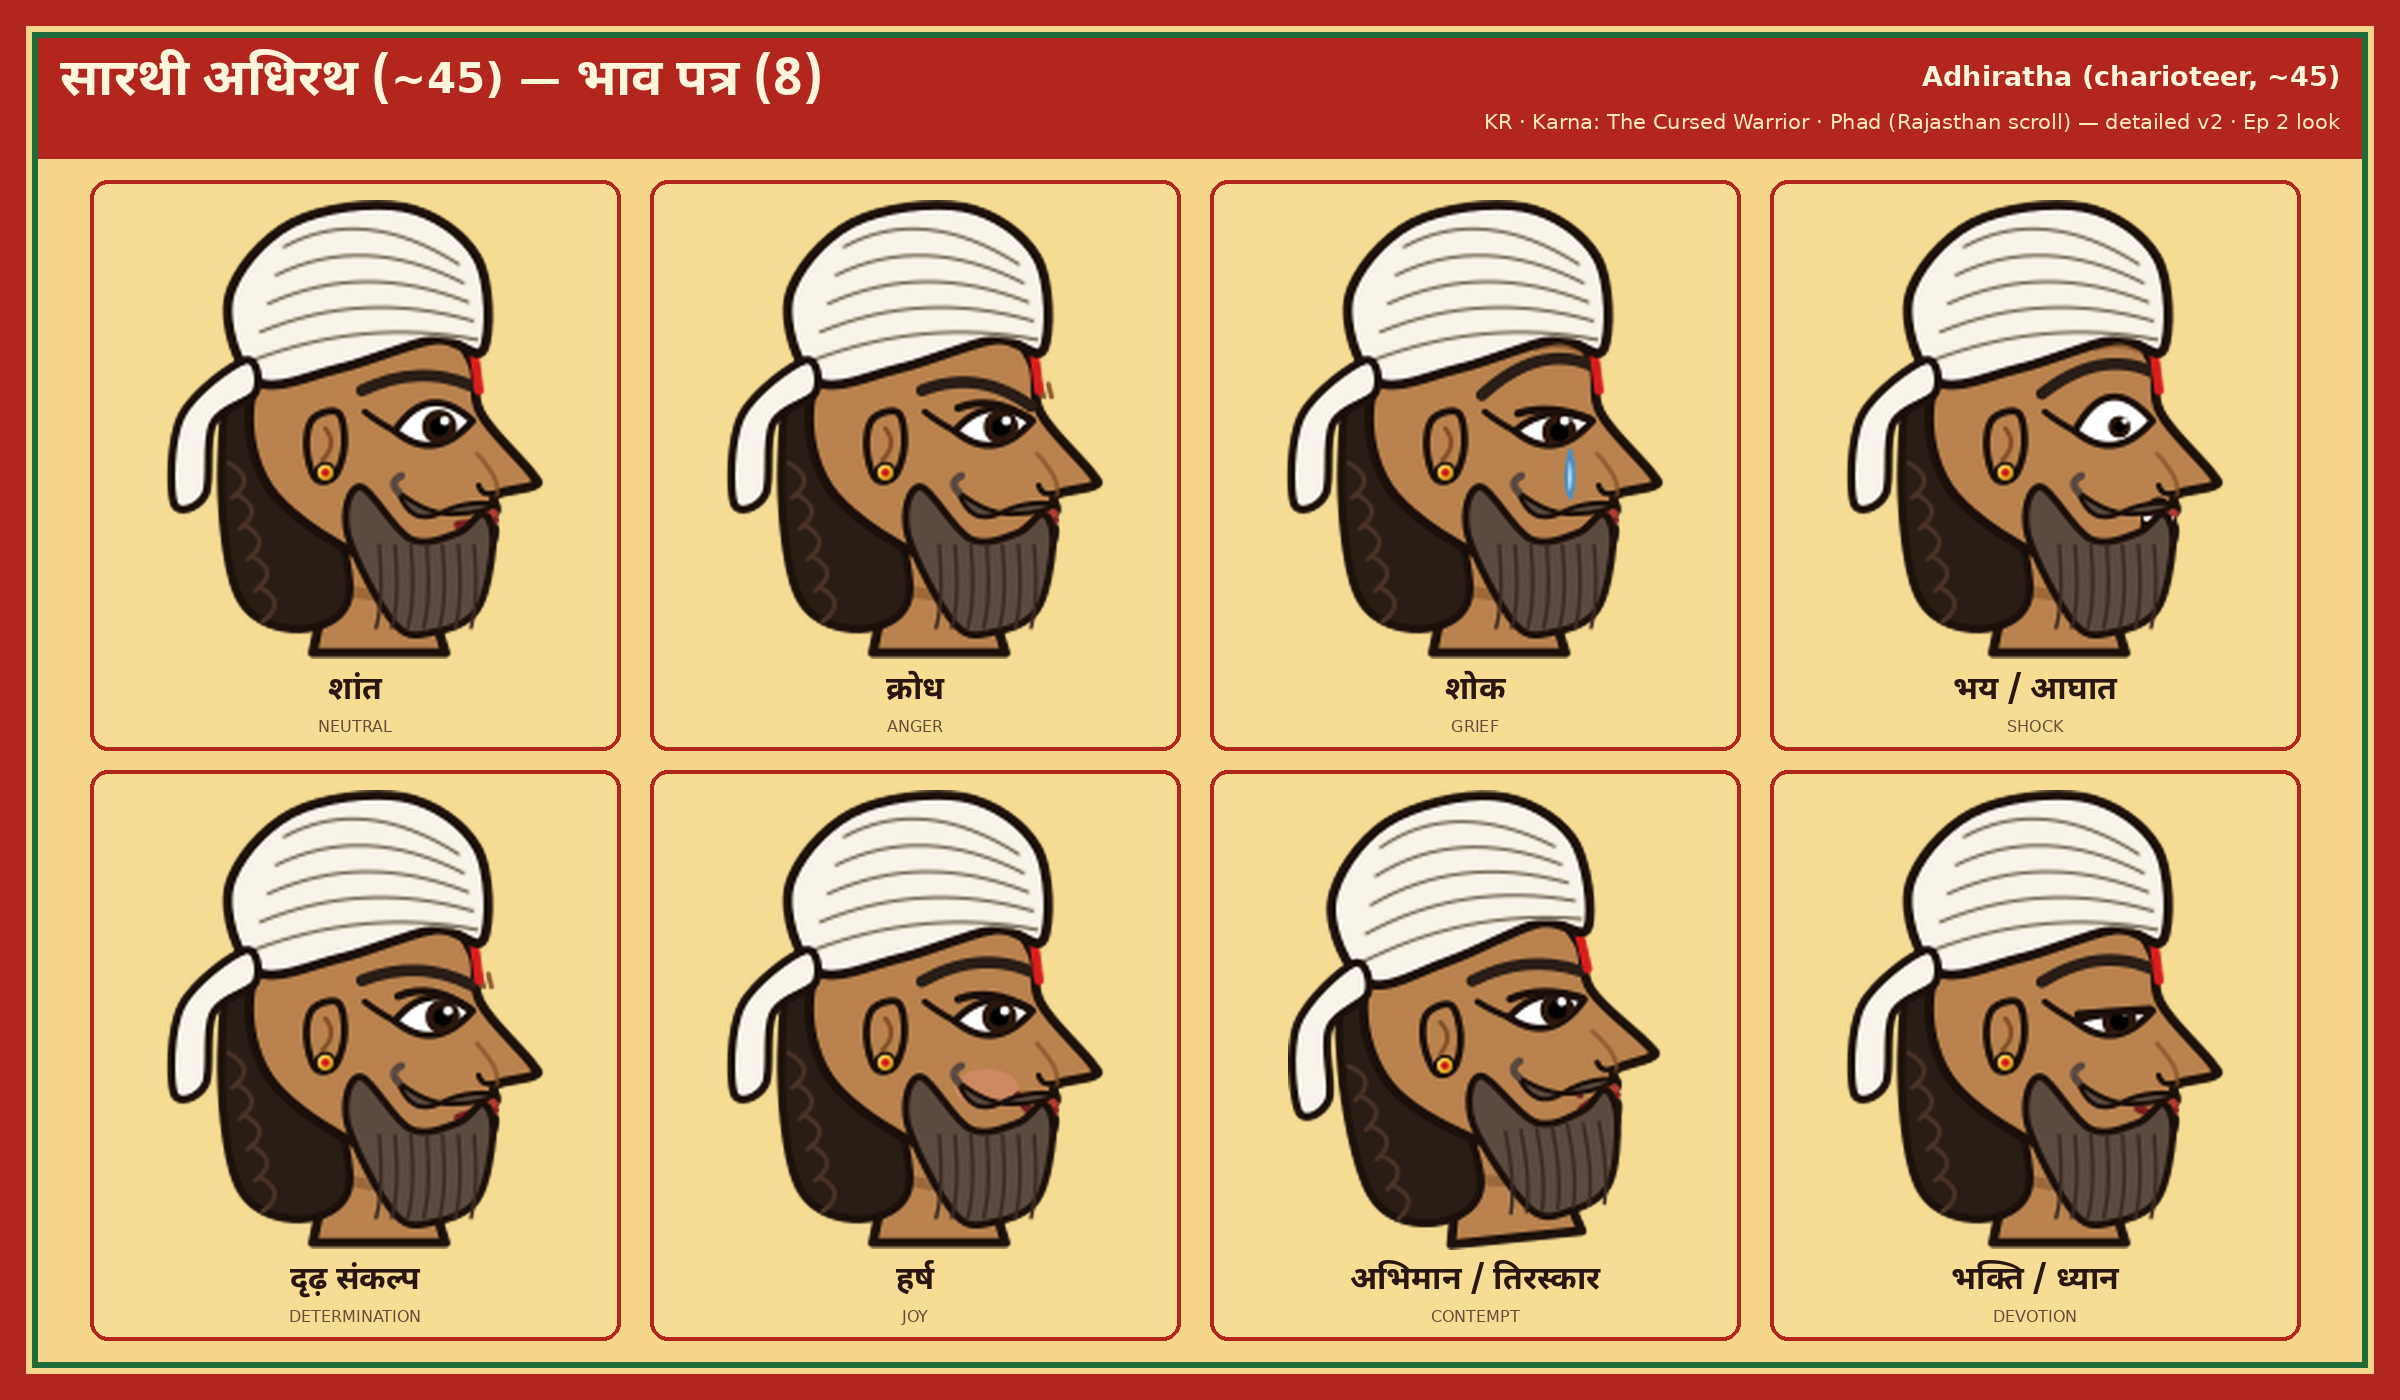 सारथी अधिरथ (~45) — भाव पत्र (8)
Adhiratha (charioteer, ~45)
KR · Karna: The Cursed Warrior · Phad (Rajasthan scroll) — detailed v2 · Ep 2 look
शांत
NEUTRAL
क्रोध
ANGER
शोक
GRIEF
भय / आघात
SHOCK
दृढ़ संकल्प
DETERMINATION
हर्ष
JOY
अभिमान / तिरस्कार
CONTEMPT
भक्ति / ध्यान
DEVOTION